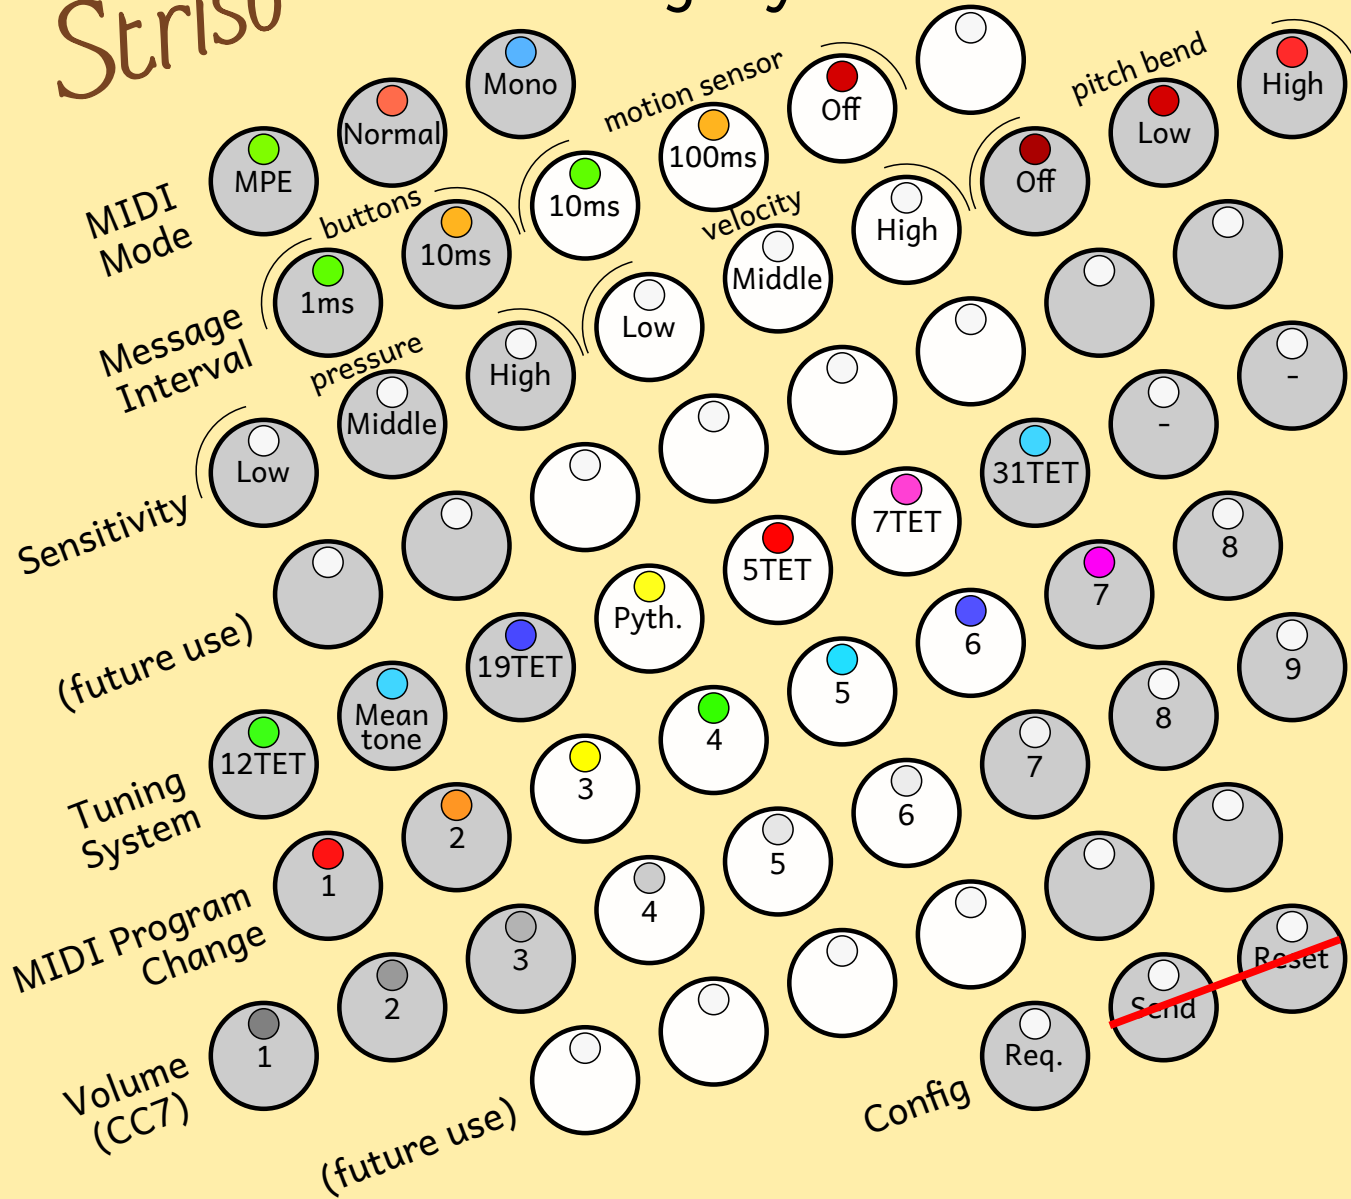 Striso
MIDI
Mode
MPE
Normal
Mono
Message
Interval
buttons
1ms
10ms
motion sensor
10ms
100ms
Off
pitch bend
Off
Low
High
Sensitivity
pressure
Low
Middle
High
velocity
Low
Middle
High
(future use)
Tuning
System
12TET
Mean
tone
19TET
Pyth.
5TET
7TET
31TET
-
-
MIDI Program
Change
1
2
3
4
5
6
7
8
Volume
(CC7)
1
2
3
4
5
6
7
8
9
(future use)
Config
Req.
Send
Reset